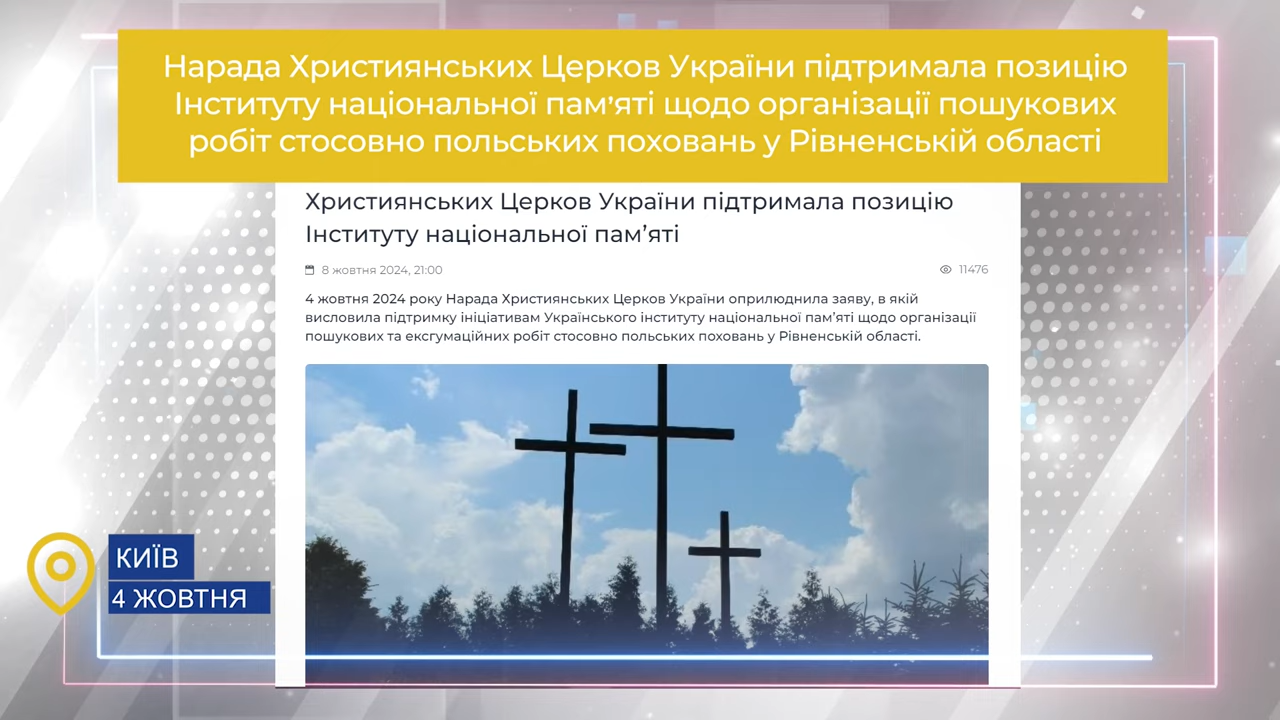 Нарада Християнських Церков України підтримала позицію
Інституту національної пам’яті щодо організації пошукових
робіт стосовно польських поховань у Рівненській області
Християнських Церков України підтримала позицію
Інституту національної пам’яті
8 жовтня 2024, 21:00
11476
4 жовтня 2024 року Нарада Християнських Церков України оприлюднила заяву, в якій
висловила підтримку ініціативам Українського інституту національної пам’яті щодо організації
пошукових та ексгумаційних робіт стосовно польських поховань у Рівненській області.
КИЇВ
4 ЖОВТНЯ